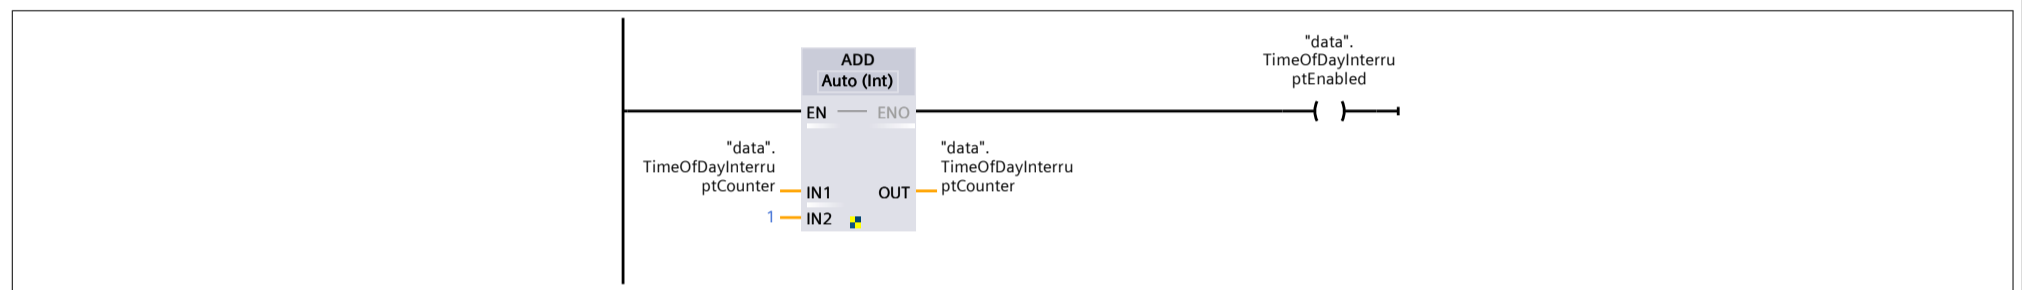 "data".
TimeOfDayInterru
ptEnabled
ADD
Auto (Int)
EN
ENO
"data".
TimeOfDayInterru
ptCounter
IN1
"data".
TimeOfDayInterru
ptCounter
OUT
1
IN2